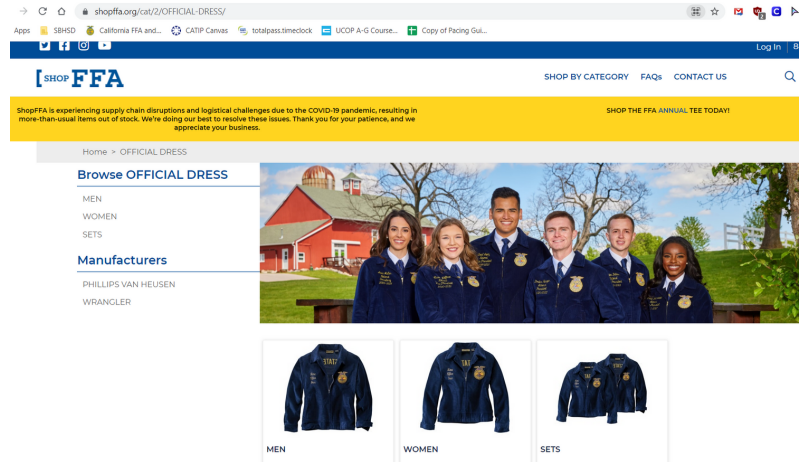 shopffa.org/cat/2/OFFICIAL-DRESS/
Apps SBHSD California FFA and... CATIP Canvas totalpass.timeclock UCOP A-G Course... Copy of Pacing Gui...
Log In 8
SHOP FFA
SHOP BY CATEGORY FAQs CONTACT US
ShopFFA is experiencing supply chain disruptions and logistical challenges due to the COVID-19 pandemic, resulting in
more-than-usual items out of stock. We're doing our best to resolve these issues. Thank you for your patience, and we
appreciate your business.
SHOP THE FFA ANNUAL TEE TODAY!
Home > OFFICIAL DRESS
Browse OFFICIAL DRESS
MEN
WOMEN
SETS
Manufacturers
PHILLIPS VAN HEUSEN
WRANGLER
MEN
WOMEN
SETS